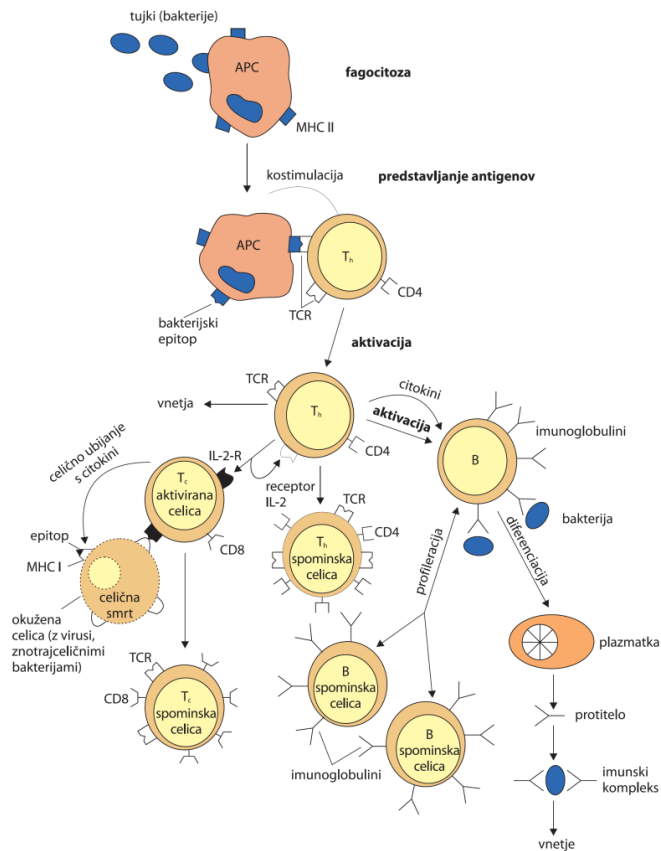 tujki (bakterije)
APC
fagocitoza
MHC II
kostimulacija
predstavljanje antigenov
APC
Th
CD4
TCR
bakterijski
epitop
aktivacija
TCR
citokini
vnetja
Th
aktivacija
imunoglobulini
CD4
B
celično ubijanje
s citokini
IL-2-R
receptor
IL-2
Tc
aktivirana
celica
TCR
bakterija
epitop
CD8
CD4
MHC I
Th
spominska
celica
profileracija
diferenciacija
celična
smrt
okužena
celica (z virusi,
znotrajceličnimi
bakterijami)
plazmatka
TCR
CD8
Tc
spominska
celica
B
spominska
celica
protitelo
B
spominska
celica
imunoglobulini
imunski
kompleks
vnetje